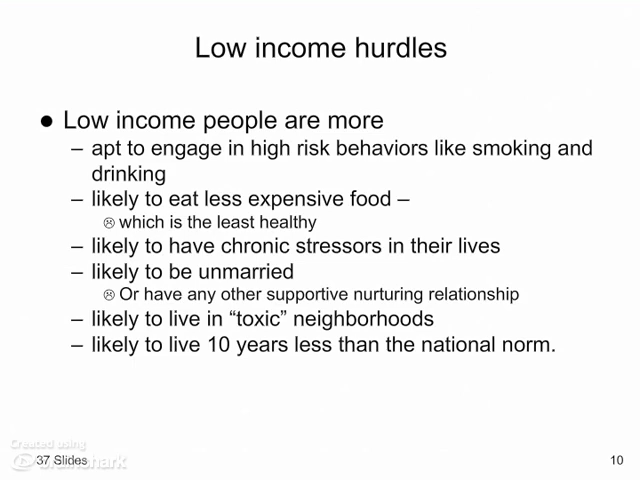 Low income hurdles
● Low income people are more
– apt to engage in high risk behaviors like smoking and
drinking
– likely to eat less expensive food –
☹ which is the least healthy
– likely to have chronic stressors in their lives
– likely to be unmarried
☹ Or have any other supportive nurturing relationship
– likely to live in “toxic” neighborhoods
– likely to live 10 years less than the national norm.
Created using
brainshark
37 Slides
10